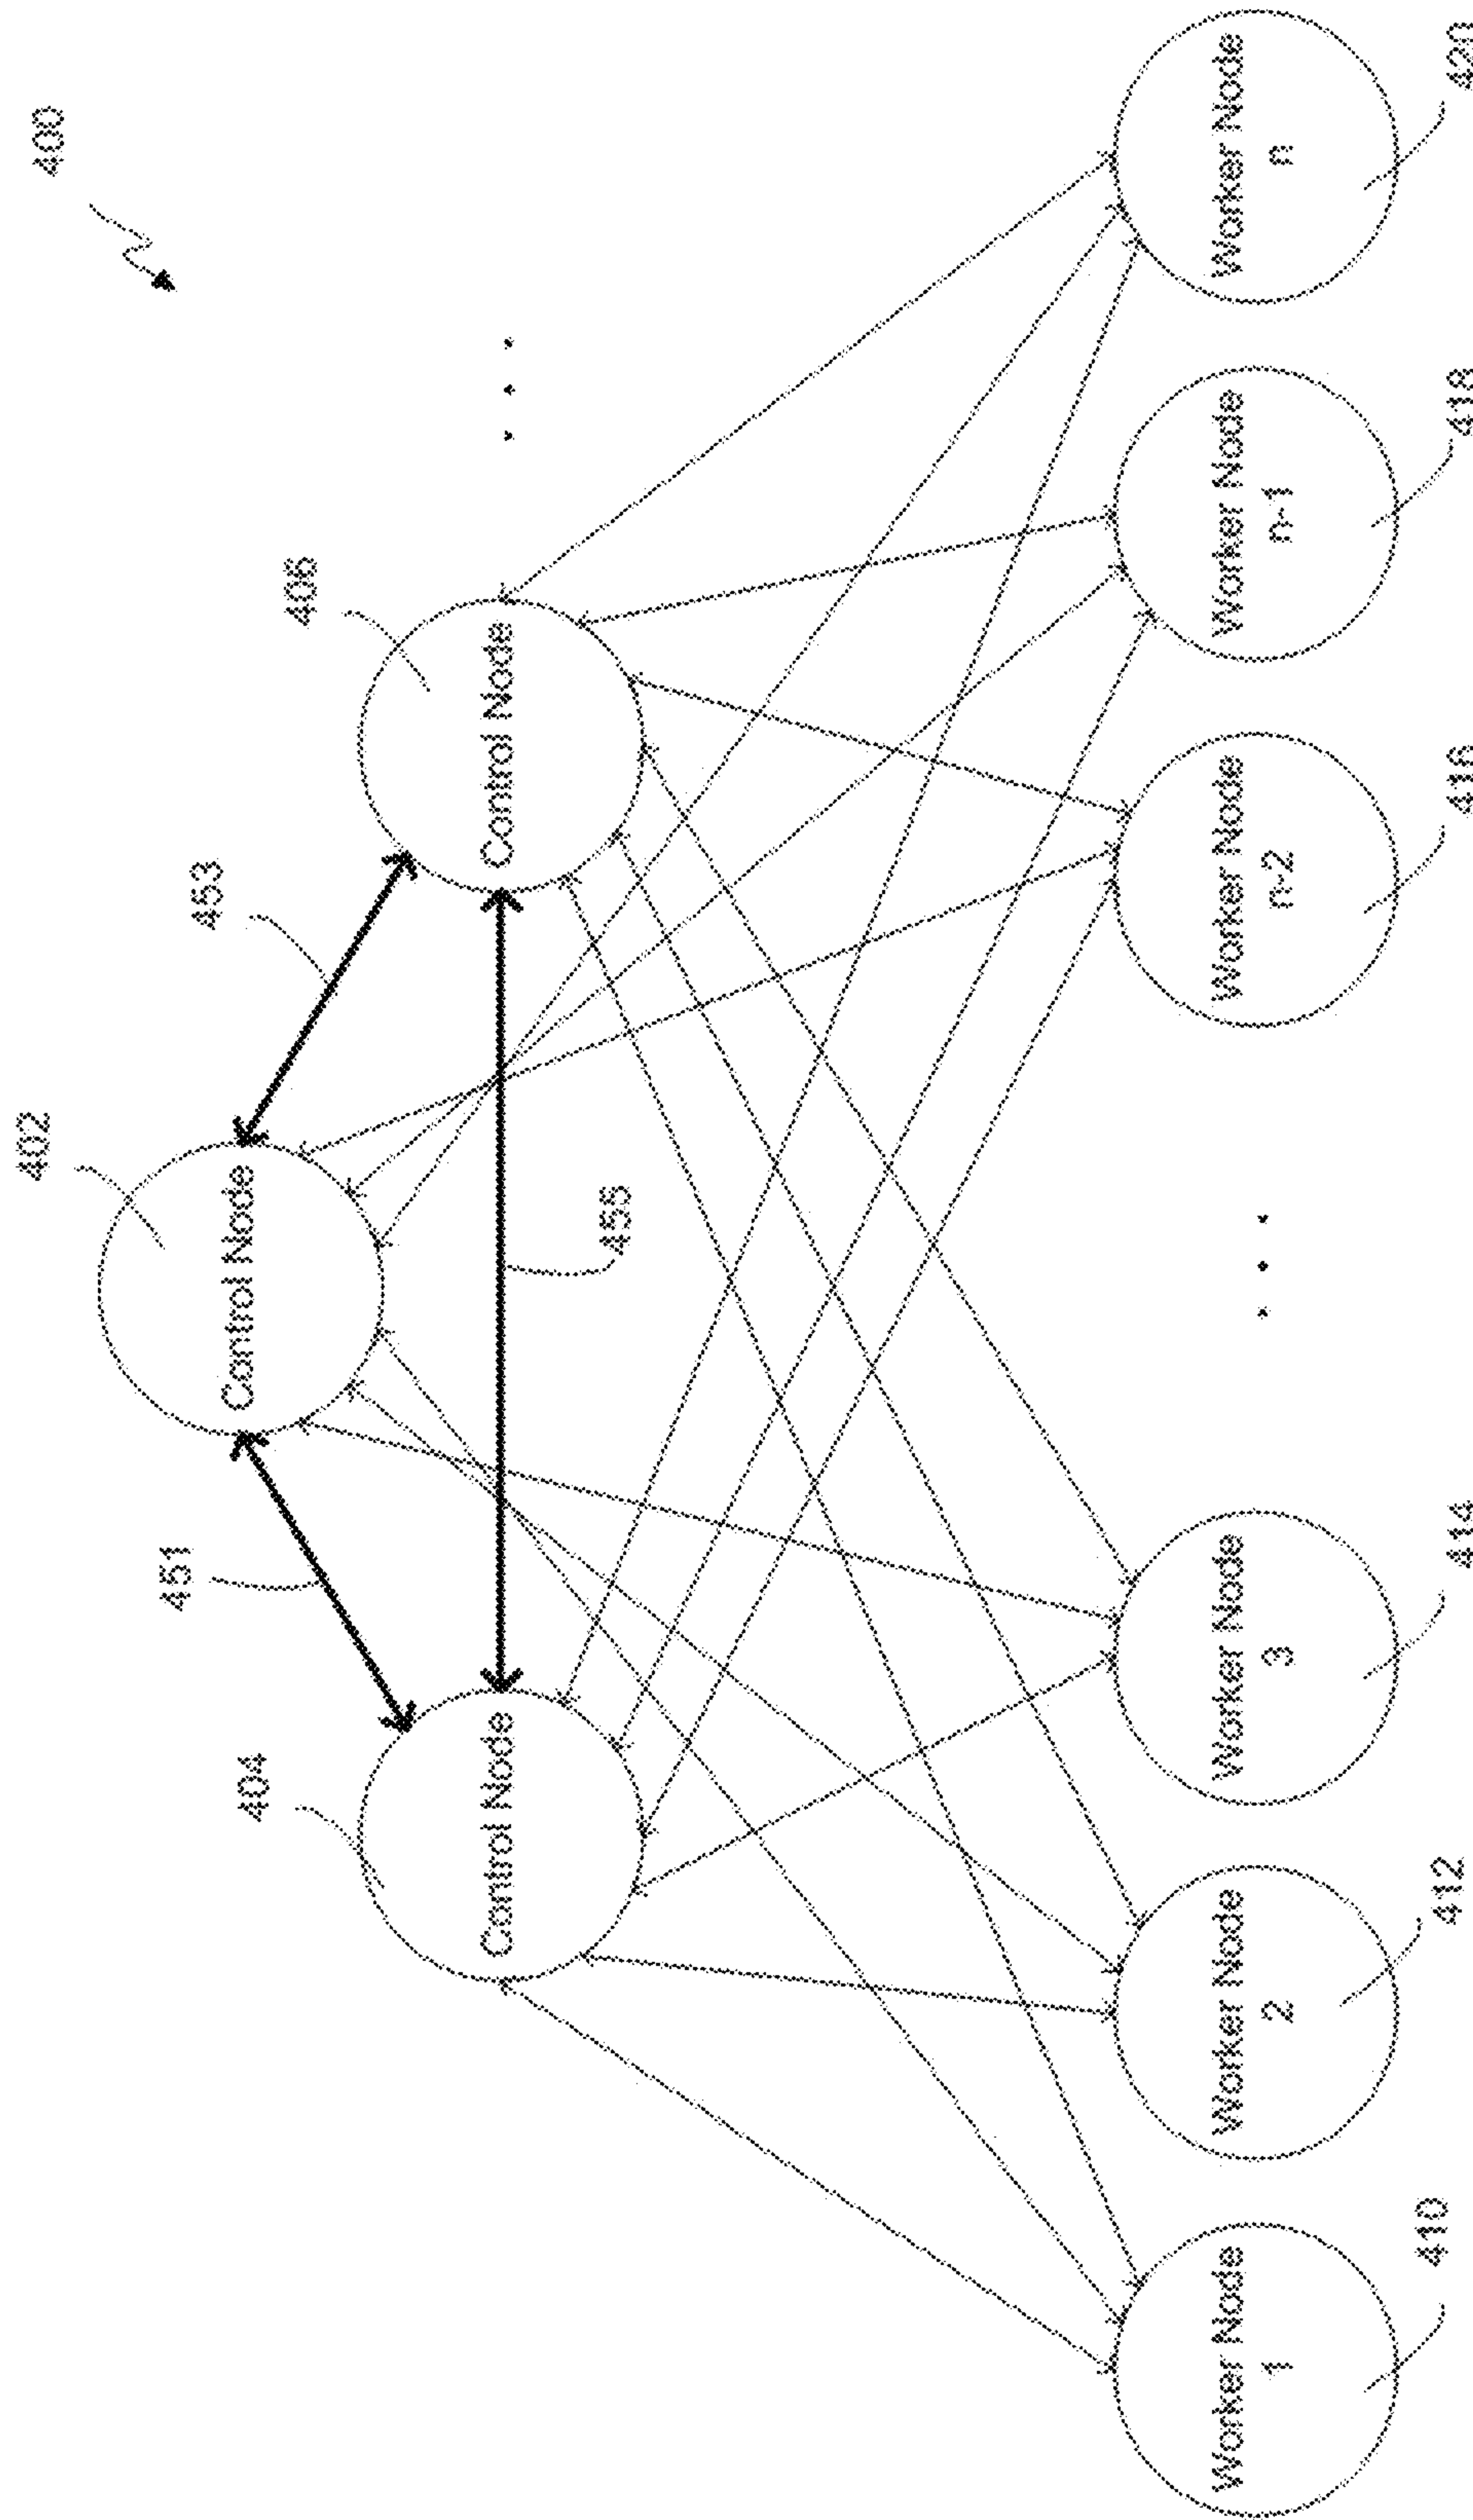 400
402
Control Node
451
453
404
Control Node
406
Control Node
455
. . .
Worker Node
1
410
Worker Node
2
412
Worker Node
3
414
. . .
Worker Node
n-2
416
Worker Node
n-1
418
Worker Node
n
420